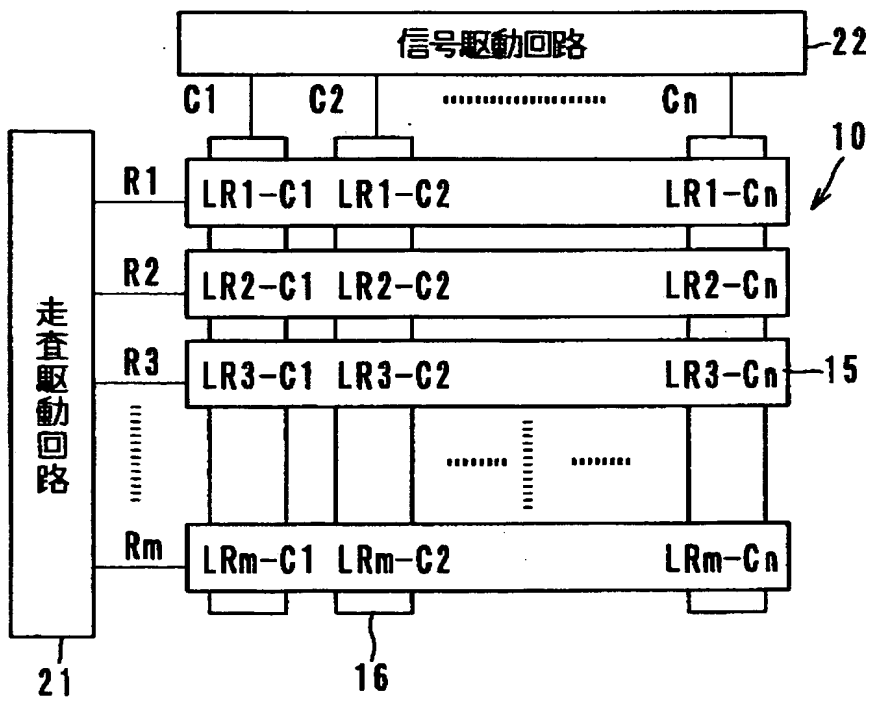 信号駆動回路
22
C1 C2 Cn
10
R1
LR1-C1 LR1-C2 LR1-Cn
R2
LR2-C1 LR2-C2 LR2-Cn
走査駆動回路
R3
LR3-C1 LR3-C2 LR3-Cn
15
Rm
LRm-C1 LRm-C2 LRm-Cn
21
16